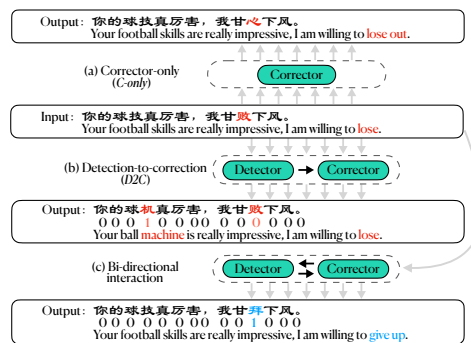 Output: 你的球技真厉害，我甘心下风。
Your football skills are really impressive, I am willing to lose out.
(a) Corrector-only
(C-only)
Corrector
Input: 你的球技真厉害，我甘败下风。
Your football skills are really impressive, I am willing to lose.
(b) Detection-to-correction
(D2C)
Detector
Corrector
Output: 你的球机真厉害，我甘败下风。
0 0 0 1 0 0 0 0 0 0 0 0 0
Your ball machine is really impressive, I am willing to lose.
(c) Bi-directional
interaction
Detector
Corrector
Output: 你的球技真厉害，我甘拜下风。
0 0 0 0 0 0 0 0 0 1 0 0 0
Your football skills are really impressive, I am willing to give up.